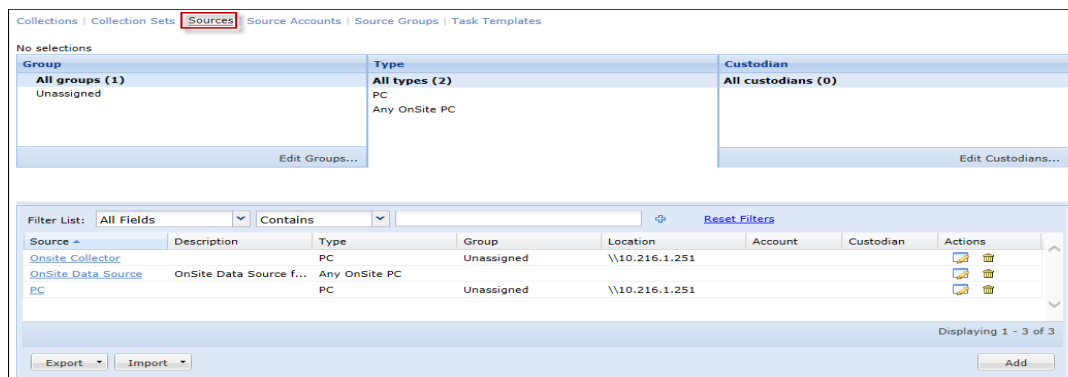 Collections | Collection Sets | Sources | Source Accounts | Source Groups | Task Templates
No selections
Group Type Custodian
All groups (1) All types (2) All custodians (0)
Unassigned PC
Any OnSite PC
Edit Groups... Edit Custodians...
Filter List: All Fields Contains Reset Filters
Source Description Type Group Location Account Custodian Actions
Onsite Collector PC Unassigned \\10.216.1.251
OnSite Data Source OnSite Data Source f... Any OnSite PC
PC PC Unassigned \\10.216.1.251
Displaying 1 - 3 of 3
Export Import Add